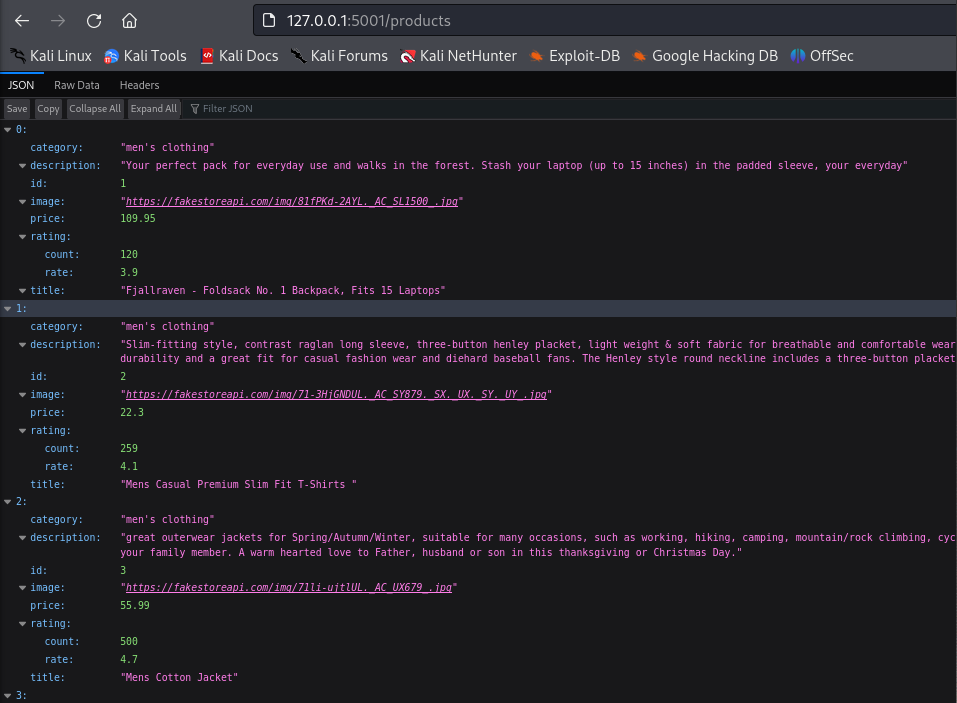 127.0.0.1:5001/products
Kali Linux Kali Tools Kali Docs Kali Forums Kali NetHunter Exploit-DB Google Hacking DB OffSec
JSON Raw Data Headers
Save Copy Collapse All Expand All Filter JSON
0:
category: "men's clothing"
description: "Your perfect pack for everyday use and walks in the forest. Stash your laptop (up to 15 inches) in the padded sleeve, your everyday"
id: 1
image: "https://fakestoreapi.com/img/81fPKd-2AYL._AC_SL1500_.jpg"
price: 109.95
rating:
count: 120
rate: 3.9
title: "Fjallraven - Foldsack No. 1 Backpack, Fits 15 Laptops"
1:
category: "men's clothing"
description: "Slim-fitting style, contrast raglan long sleeve, three-button henley placket, light weight & soft fabric for breathable and comfortable wear
durability and a great fit for casual fashion wear and diehard baseball fans. The Henley style round neckline includes a three-button placket
id: 2
image: "https://fakestoreapi.com/img/71-3HjGNDUL._AC_SY879._SX._UX._SY._UY_.jpg"
price: 22.3
rating:
count: 259
rate: 4.1
title: "Mens Casual Premium Slim Fit T-Shirts "
2:
category: "men's clothing"
description: "great outerwear jackets for Spring/Autumn/Winter, suitable for many occasions, such as working, hiking, camping, mountain/rock climbing, cyc
your family member. A warm hearted love to Father, husband or son in this thanksgiving or Christmas Day."
id: 3
image: "https://fakestoreapi.com/img/71li-ujtlUL._AC_UX679_.jpg"
price: 55.99
rating:
count: 500
rate: 4.7
title: "Mens Cotton Jacket"
3: